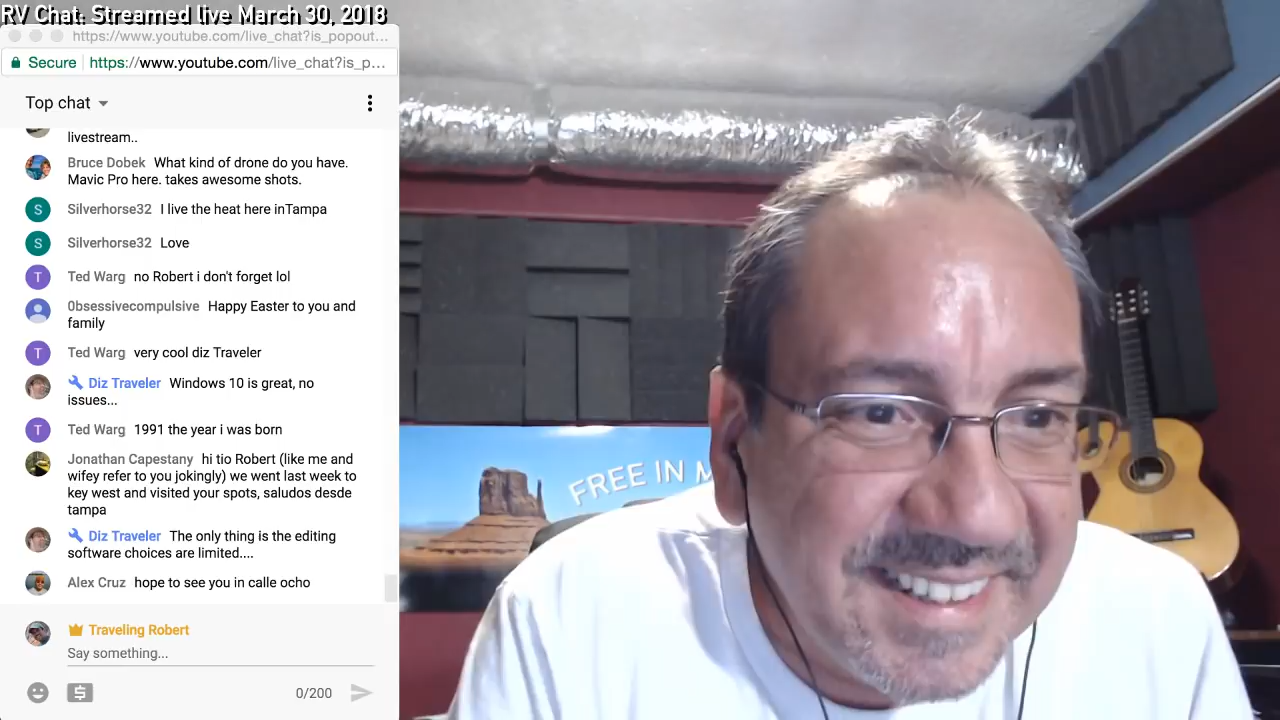 RV Chat. Streamed live March 30, 2018
https://www.youtube.com/live_chat?is_popout...
Secure https://www.youtube.com/live_chat?is_p...
Top chat
livestream..
Bruce Dobek What kind of drone do you have.
Mavic Pro here. takes awesome shots.
S Silverhorse32 I live the heat here inTampa
S Silverhorse32 Love
T Ted Warg no Robert i don't forget lol
0bsessivecompulsive Happy Easter to you and
family
T Ted Warg very cool diz Traveler
Diz Traveler Windows 10 is great, no
issues...
T Ted Warg 1991 the year i was born
Jonathan Capestany hi tio Robert (like me and
wifey refer to you jokingly) we went last week to
key west and visited your spots, saludos desde
tampa
Diz Traveler The only thing is the editing
software choices are limited....
Alex Cruz hope to see you in calle ocho
Traveling Robert
Say something...
$ 0/200
FREE IN M